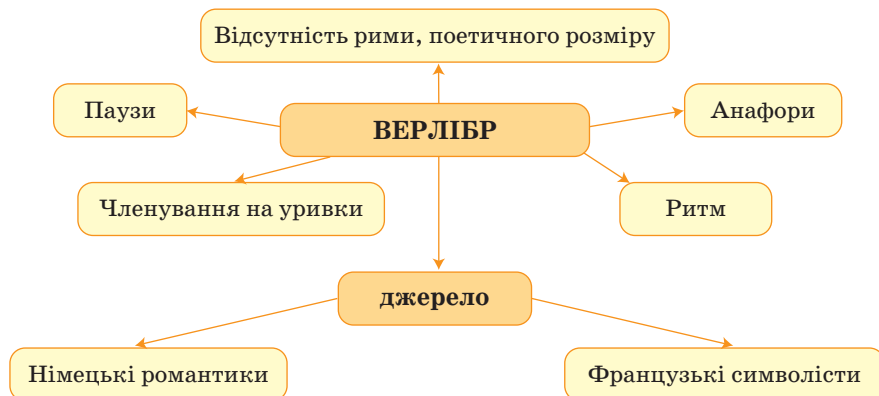 Відсутність рими, поетичного розміру
Паузи
ВЕРЛІБР
Анафори
Членування на уривки
Ритм
джерело
Німецькі романтики
Французькі символісти